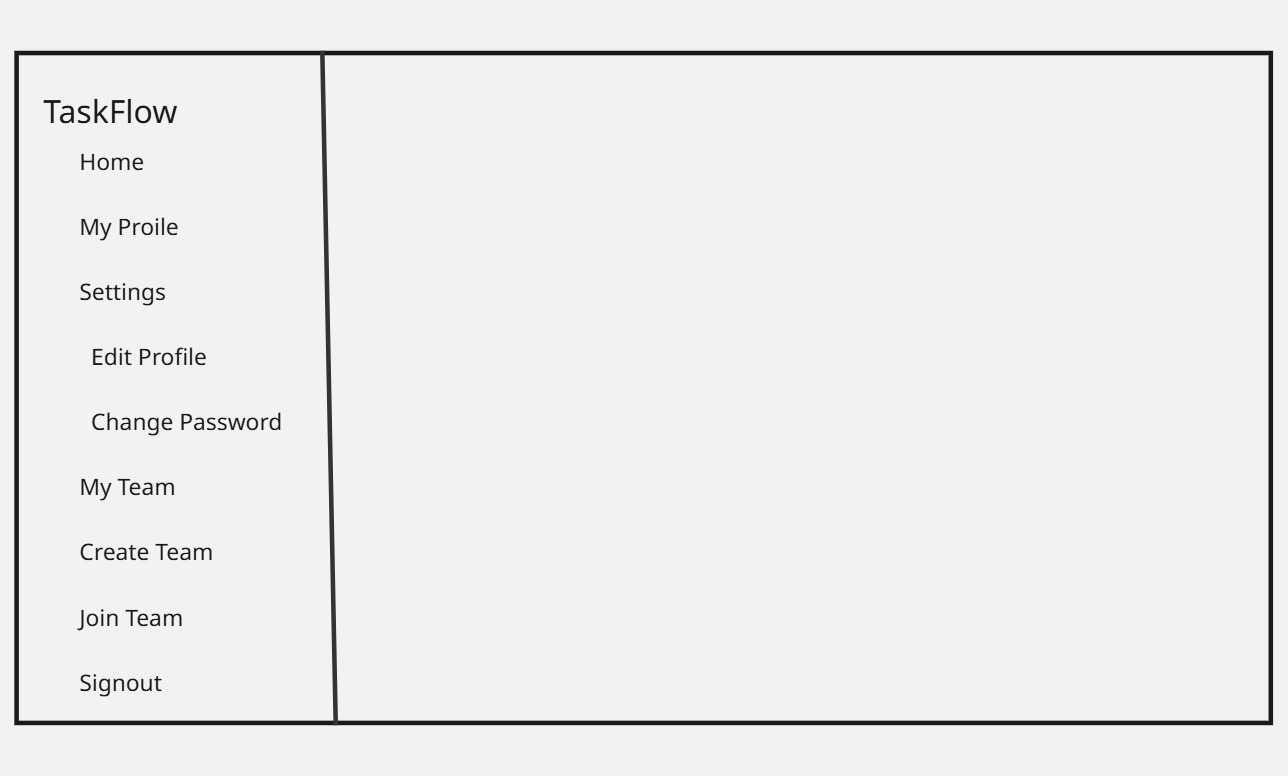 TaskFlow
Home
My Proile
Settings
Edit Profile
Change Password
My Team
Create Team
Join Team
Signout